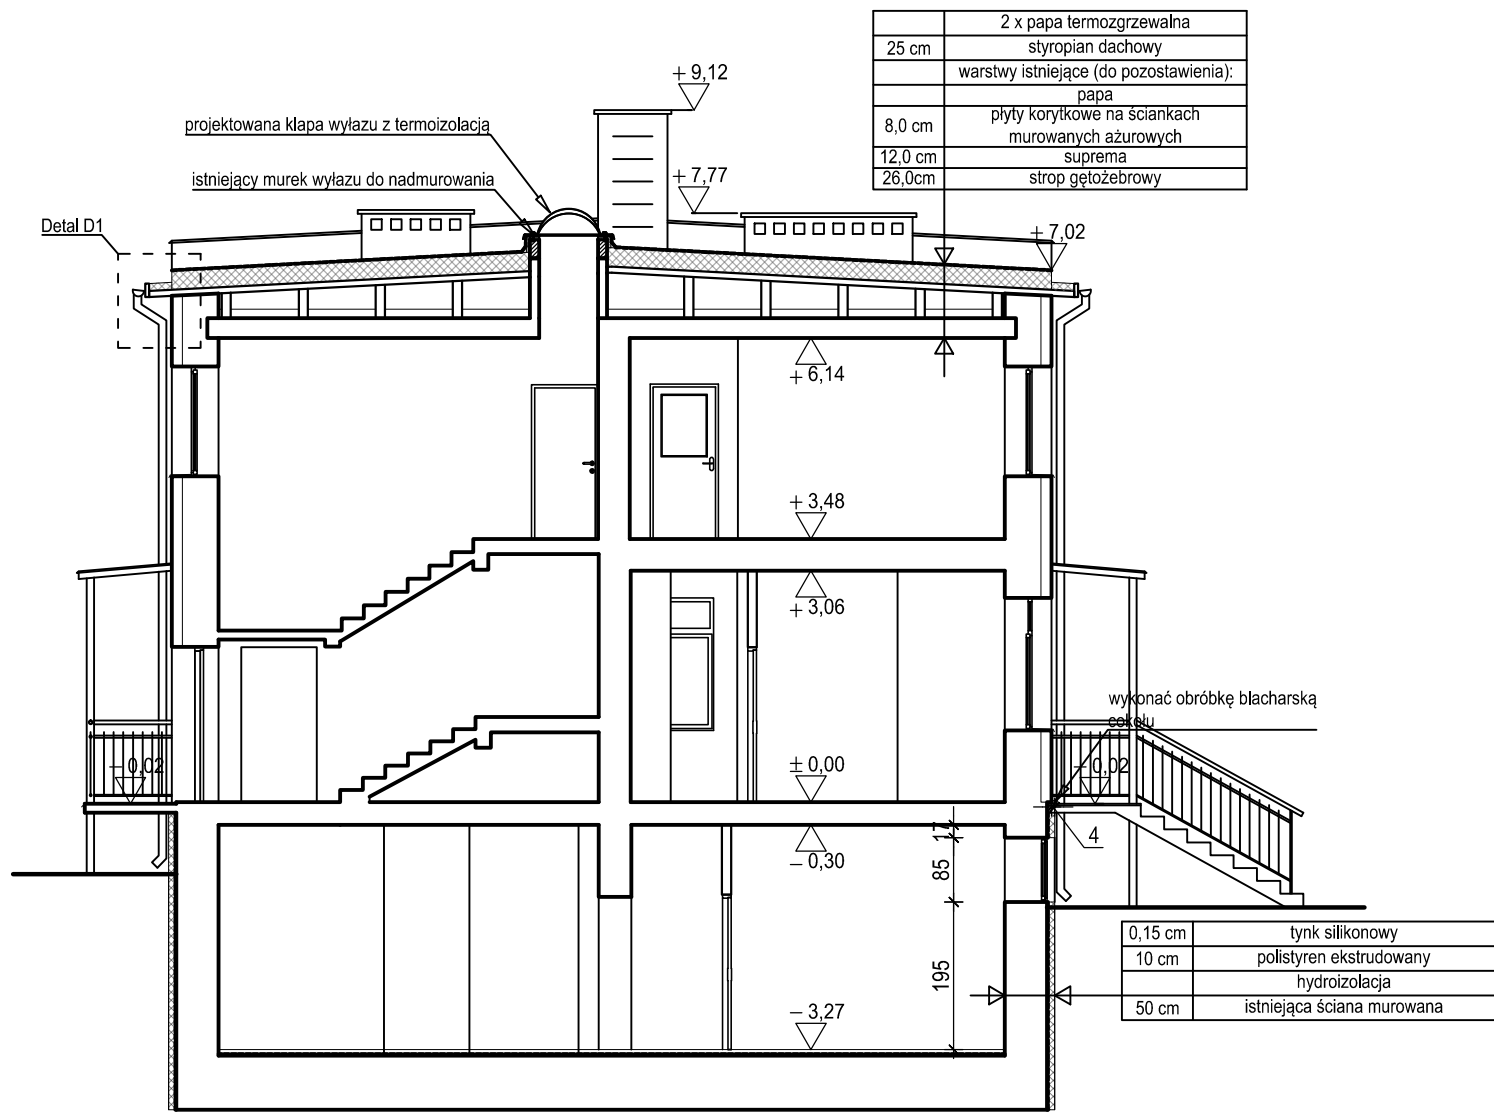 2 x papa termozgrzewalna
25 cm styropian dachowy
warstwy istniejące (do pozostawienia):
papa
8,0 cm płyty korytkowe na ściankach
murowanych ażurowych
12,0 cm suprema
26,0cm strop gętożebrowy
+ 9,12
projektowana klapa wyłazu z termoizolacją
istniejący murek wyłazu do nadmurowania
+ 7,77
Detal D1
+ 7,02
+ 6,14
+ 3,48
+ 3,06
wykonać obróbkę blacharską
cokołu
- 0,02
± 0,00
- 0,02
17
4
- 0,30
85
195
0,15 cm tynk silikonowy
10 cm polistyren ekstrudowany
hydroizolacja
50 cm istniejąca ściana murowana
- 3,27